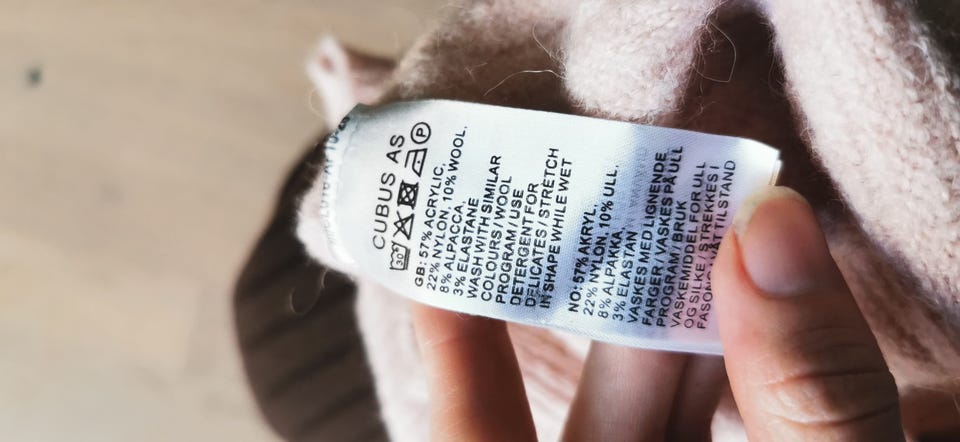 CUBUS AS
30°
P
GB: 57% ACRYLIC,
22% NYLON, 10% WOOL,
8% ALPACCA,
3% ELASTANE
WASH WITH SIMILAR
COLOURS / WOOL
PROGRAM / USE
DETERGENT FOR
DELICATES / STRETCH
IN SHAPE WHILE WET
NO: 57% AKRYL,
22% NYLON 10% ULL,
8% ALPAKKA,
3% ELASTAN
VASKES MED LIGNENDE
FARGER / VASKES PÅ ULL
PROGRAM / BRUK
VASKEMIDDEL FOR ULL
OG SILKE / STREKKES I
TILSTAND